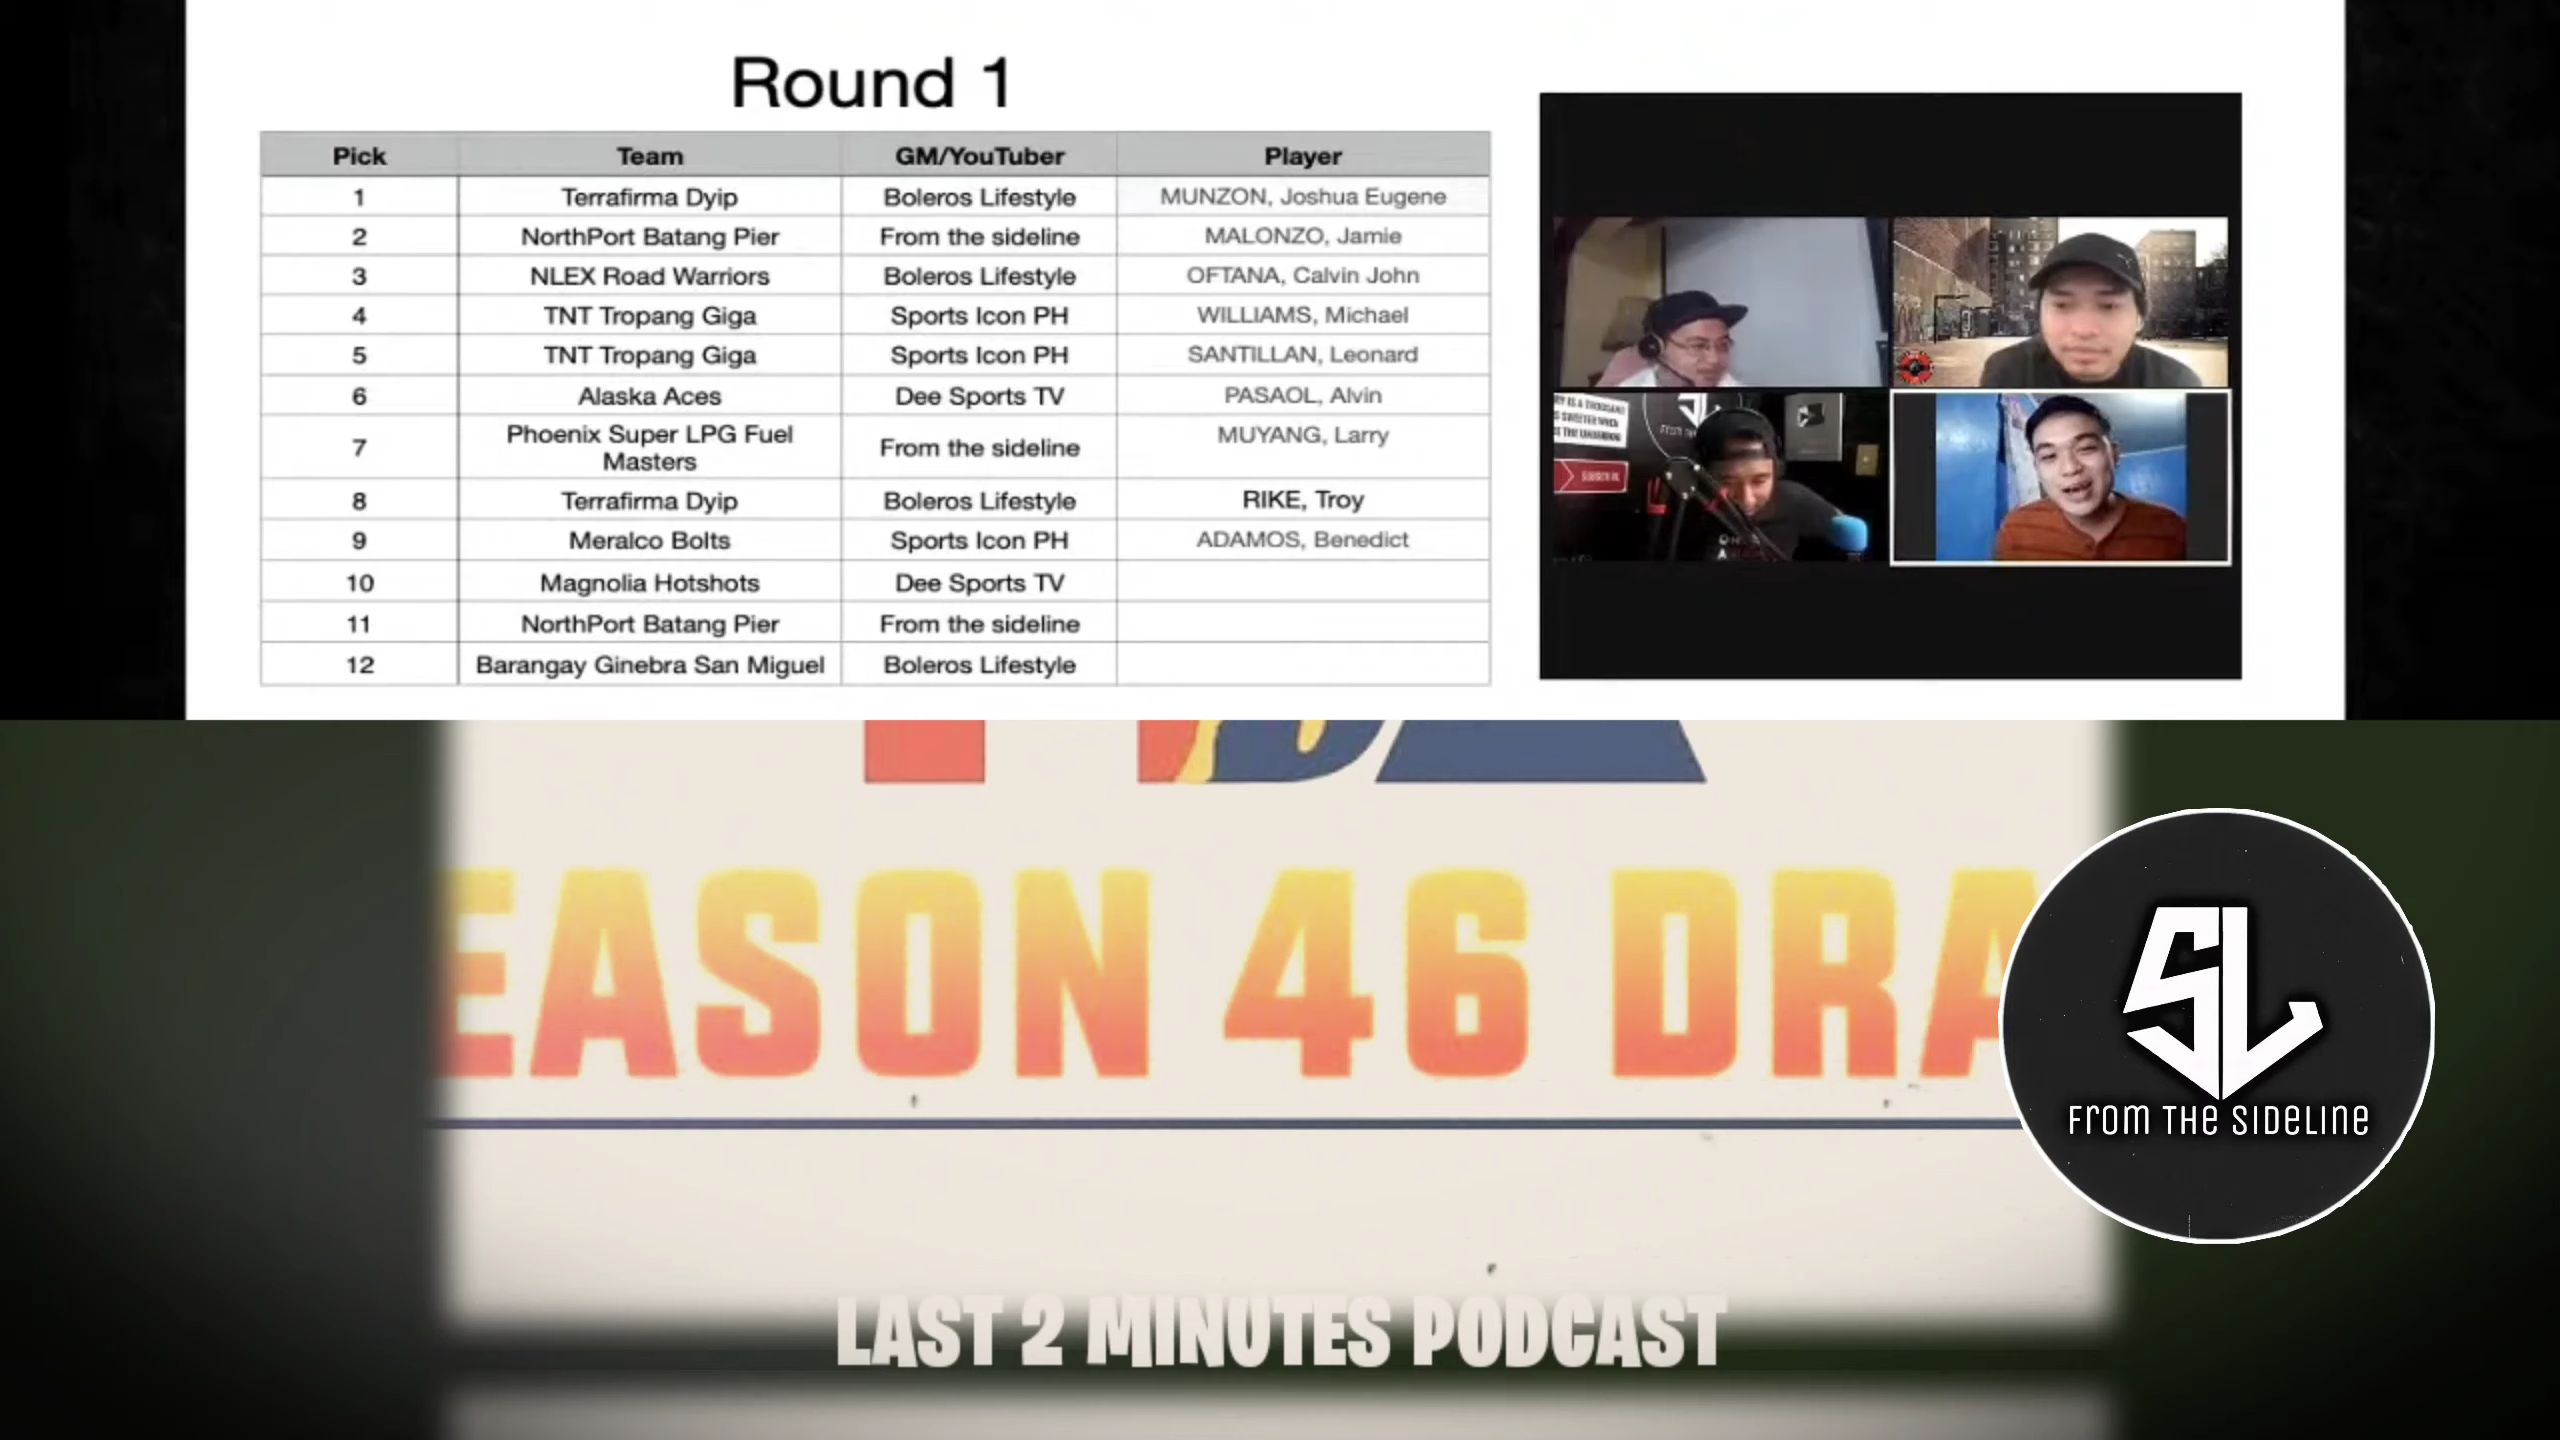 Round 1
Pick Team GM/YouTuber Player
1 Terrafirma Dyip Boleros Lifestyle MUNZON, Joshua Eugene
2 NorthPort Batang Pier From the sideline MALONZO, Jamie
3 NLEX Road Warriors Boleros Lifestyle OFTANA, Calvin John
4 TNT Tropang Giga Sports Icon PH WILLIAMS, Michael
5 TNT Tropang Giga Sports Icon PH SANTILLAN, Leonard
6 Alaska Aces Dee Sports TV PASAOL, Alvin
7 Phoenix Super LPG Fuel
Masters From the sideline MUYANG, Larry
8 Terrafirma Dyip Boleros Lifestyle RIKE, Troy
9 Meralco Bolts Sports Icon PH ADAMOS, Benedict
10 Magnolia Hotshots Dee Sports TV
11 NorthPort Batang Pier From the sideline
12 Barangay Ginebra San Miguel Boleros Lifestyle
EASON 46 DRA
SL
FROM THE SIDELINE
LAST 2 MINUTES PODCAST